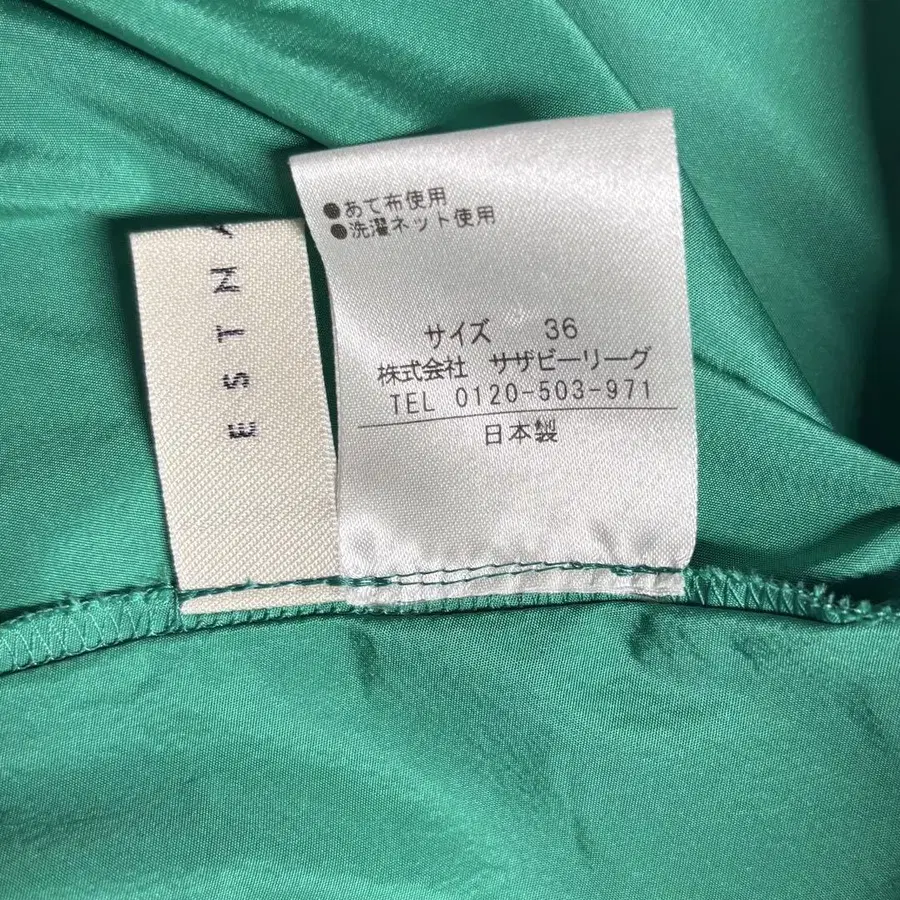 ESTNA
●あて布使用
●洗濯ネット使用
サイズ 36
株式会社 サザビーリーグ
TEL 0120-503-971
日本製